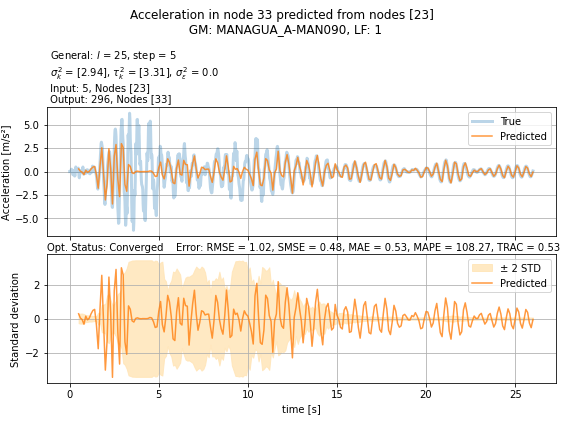 Acceleration in node 33 predicted from nodes [23]
GM: MANAGUA_A-MAN090, LF: 1
General: l = 25, step = 5
σ²ₖ = [2.94], τ²ₖ = [3.31], σ²ε = 0.0
Input: 5, Nodes [23]
Output: 296, Nodes [33]
True
Predicted
Acceleration [m/s²]
5.0
2.5
0.0
−2.5
−5.0
Opt. Status: Converged Error: RMSE = 1.02, SMSE = 0.48, MAE = 0.53, MAPE = 108.27, TRAC = 0.53
± 2 STD
Predicted
Standard deviation
2
0
−2
0 5 10 15 20 25
time [s]